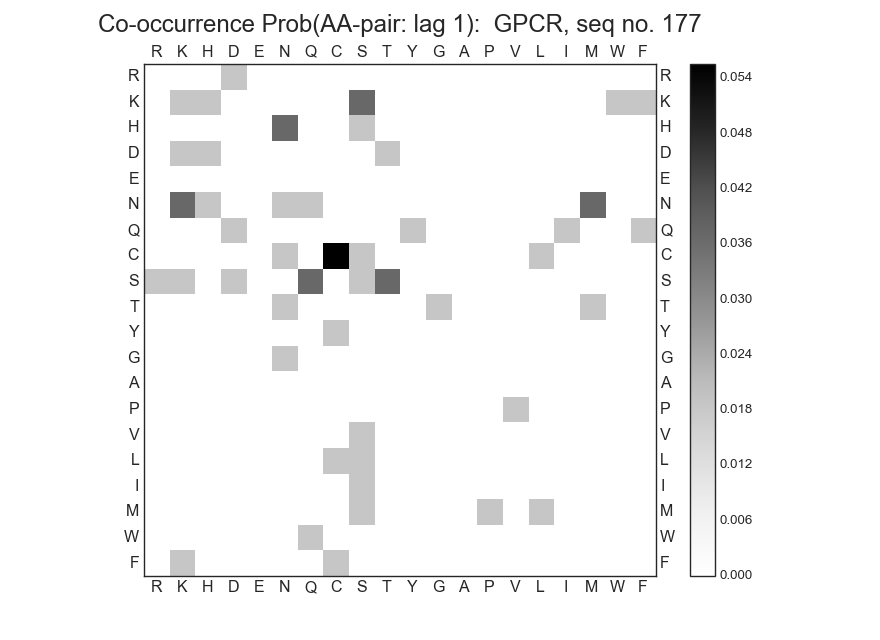 Co-occurrence Prob(AA-pair: lag 1):  GPCR, seq no. 177
R K H D E N Q C S T Y G A P V L I M W F
R R 0.054
K K
H H 0.048
D D
E E 0.042
N N
Q Q 0.036
C C
S S 0.030
T T
Y Y 0.024
G G
A A 0.018
P P
V V 0.012
L L
I I
M M 0.006
W W
F F 0.000
R K H D E N Q C S T Y G A P V L I M W F